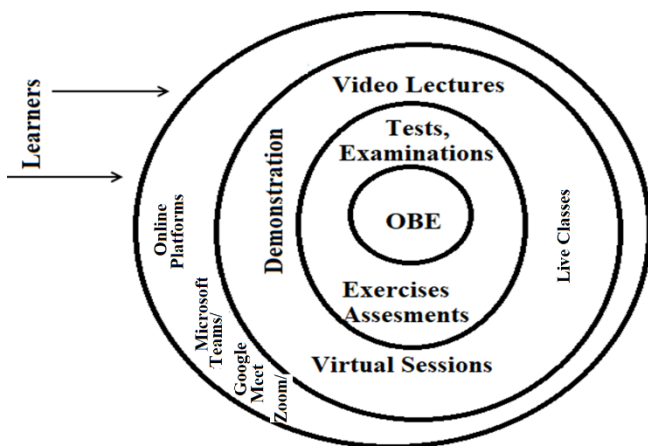 Learners
Video Lectures
Tests,
Examinations
Demonstration
OBE
Live Classes
Online
Platforms
Exercises
Assesments
Microsoft
Teams/
Google
Meet
Zoom/
Virtual Sessions